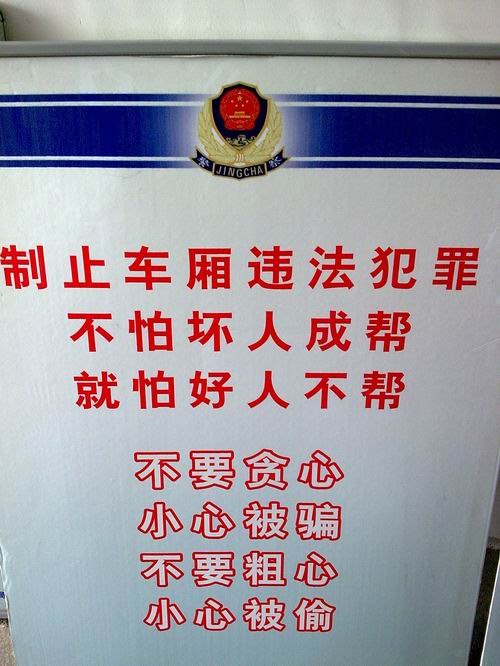 警 JINGCHA 察
制止车厢违法犯罪
不怕坏人成帮
就怕好人不帮
不要贪心
小心被骗
不要粗心
小心被偷